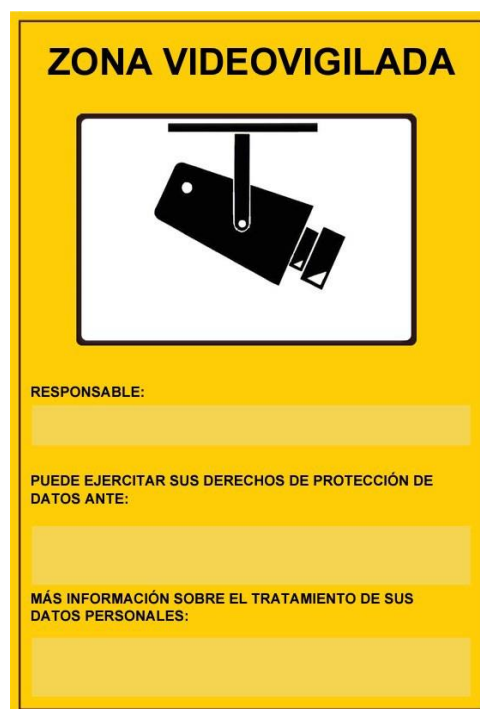 ZONA VIDEOVIGILADA
RESPONSABLE:
PUEDE EJERCITAR SUS DERECHOS DE PROTECCIÓN DE
DATOS ANTE:
MÁS INFORMACIÓN SOBRE EL TRATAMIENTO DE SUS
DATOS PERSONALES: